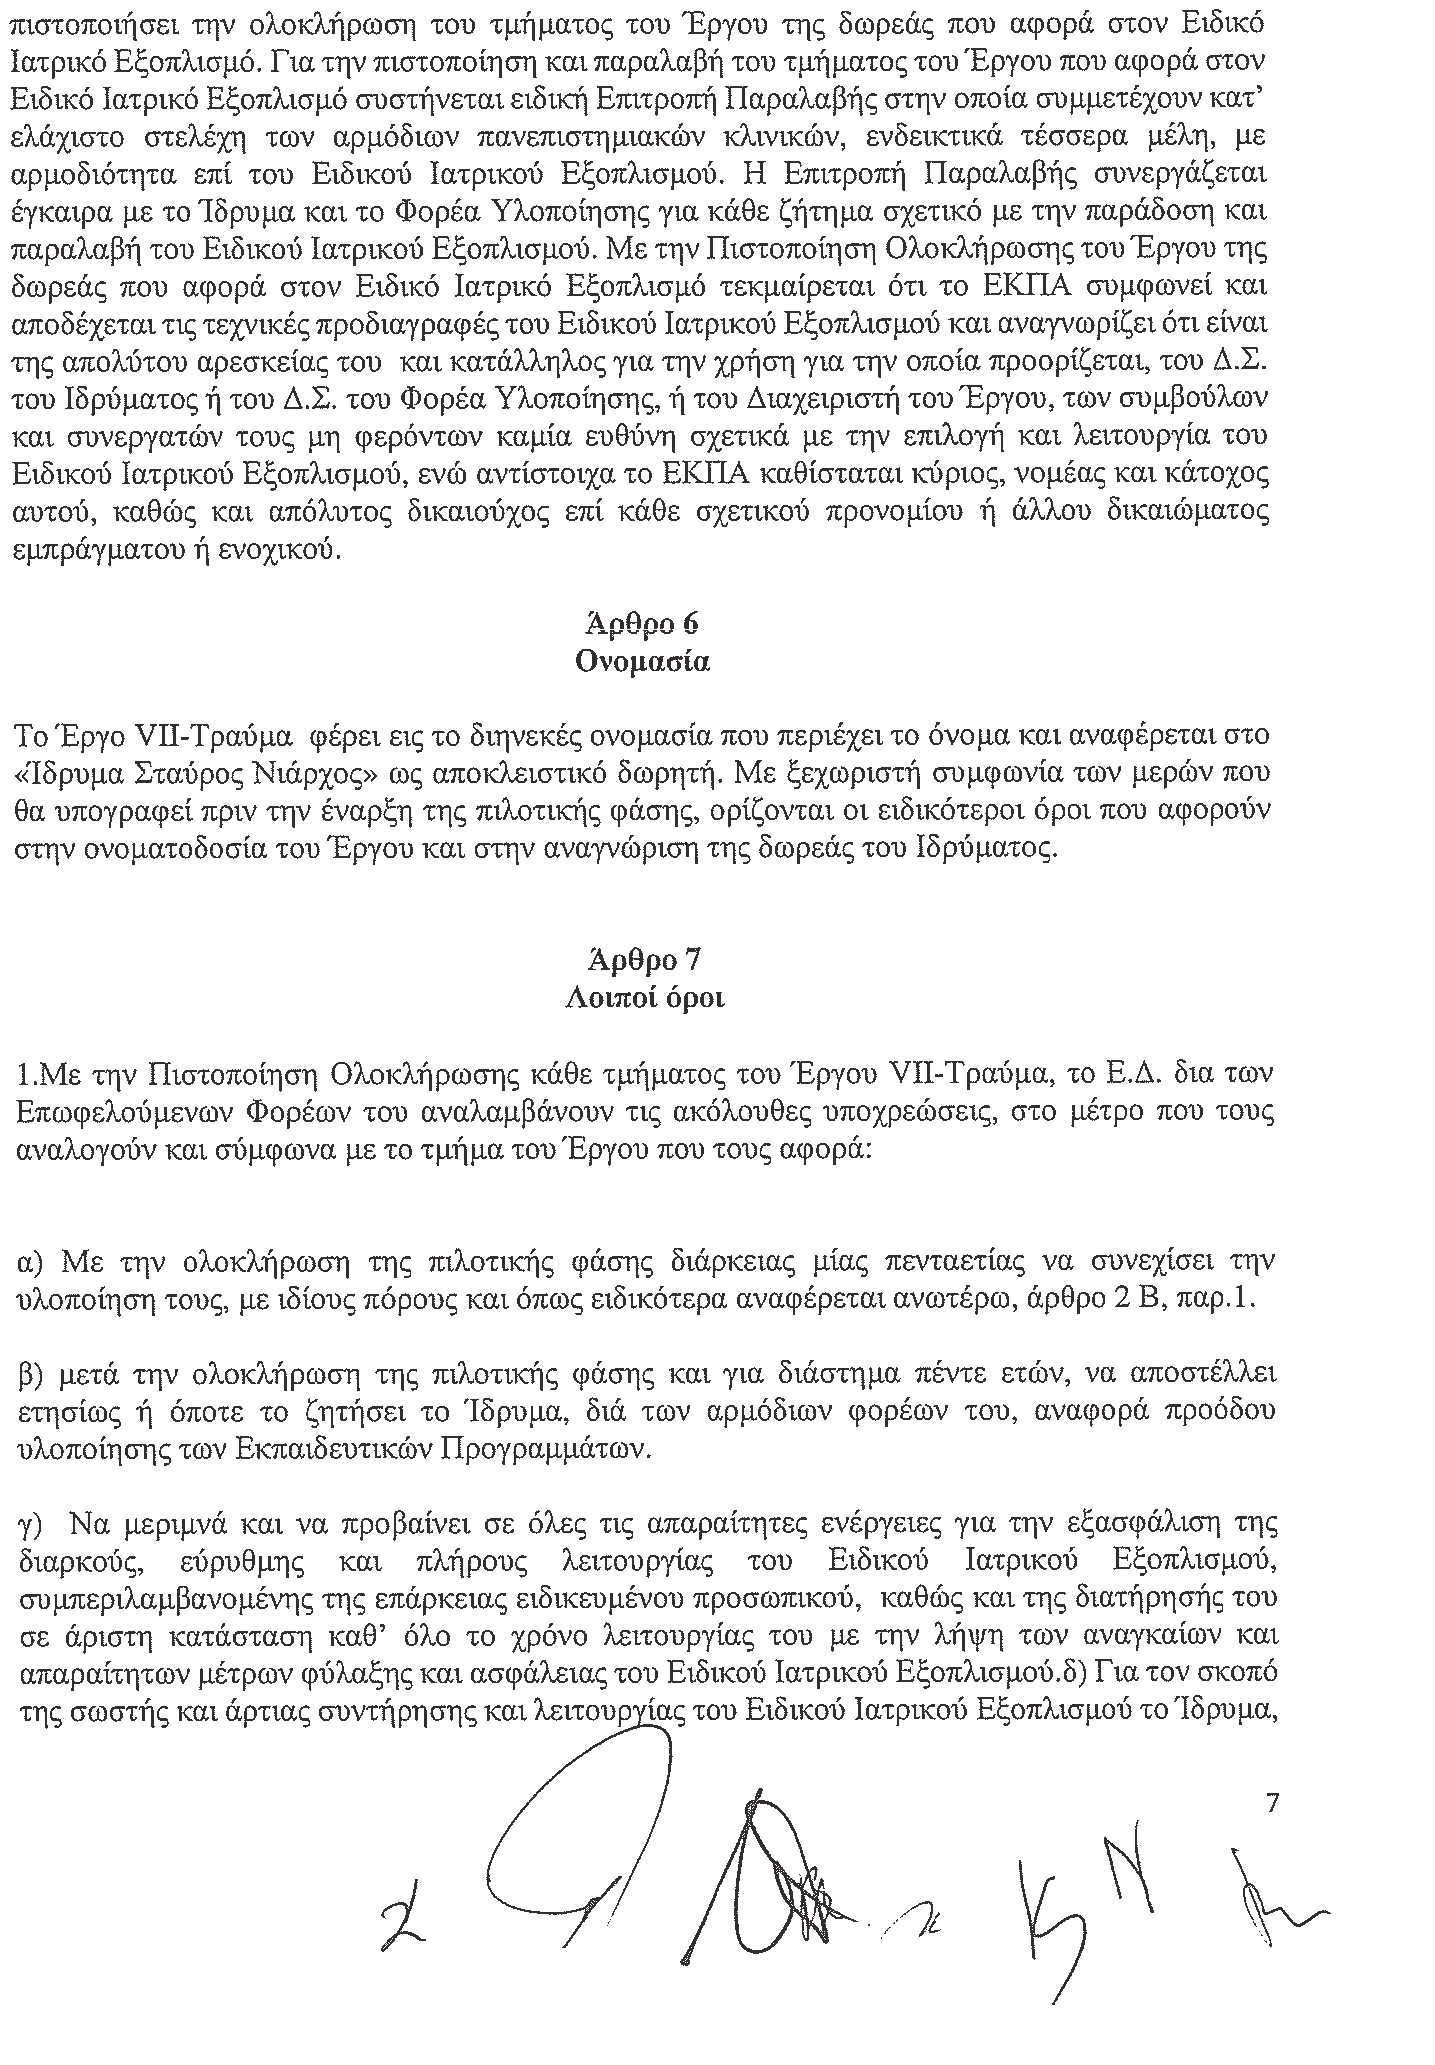 πιστοποιήσει την ολοκλήρωση του τμήματος του Έργου της δωρεάς που αφορά στον Ειδικό
Ιατρικό Εξοπλισμό. Για την πιστοποίηση και παραλαβή του τμήματος του Έργου που αφορά στον
Ειδικό Ιατρικό Εξοπλισμό συστήνεται ειδική Επιτροπή Παραλαβής στην οποία συμμετέχουν κατ’
ελάχιστο στελέχη των αρμόδιων πανεπιστημιακών κλινικών, ενδεικτικά τέσσερα μέλη, με
αρμοδιότητα επί του Ειδικού Ιατρικού Εξοπλισμού. Η Επιτροπή Παραλαβής συνεργάζεται
έγκαιρα με το Ίδρυμα και το Φορέα Υλοποίησης για κάθε ζήτημα σχετικό με την παράδοση και
παραλαβή του Ειδικού Ιατρικού Εξοπλισμού. Με την Πιστοποίηση Ολοκλήρωσης του Έργου της
δωρεάς που αφορά στον Ειδικό Ιατρικό Εξοπλισμό τεκμαίρεται ότι το ΕΚΠΑ συμφωνεί και
αποδέχεται τις τεχνικές προδιαγραφές του Ειδικού Ιατρικού Εξοπλισμού και αναγνωρίζει ότι είναι
της απολύτου αρεσκείας του και κατάλληλος για την χρήση για την οποία προορίζεται, του Δ.Σ.
του Ιδρύματος ή του Δ.Σ. του Φορέα Υλοποίησης, ή του Διαχειριστή του Έργου, των συμβούλων
και συνεργατών τους μη φερόντων καμία ευθύνη σχετικά με την επιλογή και λειτουργία του
Ειδικού Ιατρικού Εξοπλισμού, ενώ αντίστοιχα το ΕΚΠΑ καθίσταται κύριος, νομέας και κάτοχος
αυτού, καθώς και απόλυτος δικαιούχος επί κάθε σχετικού προνομίου ή άλλου δικαιώματος
εμπράγματου ή ενοχικού.
Άρθρο 6
Ονομασία
Το Έργο VII-Τραύμα φέρει εις το διηνεκές ονομασία που περιέχει το όνομα και αναφέρεται στο
«Ίδρυμα Σταύρος Νιάρχος» ως αποκλειστικό δωρητή. Με ξεχωριστή συμφωνία των μερών που
θα υπογραφεί πριν την έναρξη της πιλοτικής φάσης, ορίζονται οι ειδικότεροι όροι που αφορούν
στην ονοματοδοσία του Έργου και στην αναγνώριση της δωρεάς του Ιδρύματος.
Άρθρο 7
Λοιποί όροι
1.Με την Πιστοποίηση Ολοκλήρωσης κάθε τμήματος του Έργου VII-Τραύμα, το Ε.Δ. δια των
Επωφελούμενων Φορέων του αναλαμβάνουν τις ακόλουθες υποχρεώσεις, στο μέτρο που τους
αναλογούν και σύμφωνα με το τμήμα του Έργου που τους αφορά:
α) Με την ολοκλήρωση της πιλοτικής φάσης διάρκειας μίας πενταετίας να συνεχίσει την
υλοποίηση τους, με ιδίους πόρους και όπως ειδικότερα αναφέρεται ανωτέρω, άρθρο 2 Β, παρ.1.
β) μετά την ολοκλήρωση της πιλοτικής φάσης και για διάστημα πέντε ετών, να αποστέλλει
ετησίως ή όποτε το ζητήσει το Ίδρυμα, διά των αρμόδιων φορέων του, αναφορά προόδου
υλοποίησης των Εκπαιδευτικών Προγραμμάτων.
γ) Να μεριμνά και να προβαίνει σε όλες τις απαραίτητες ενέργειες για την εξασφάλιση της
διαρκούς, εύρυθμης και πλήρους λειτουργίας του Ειδικού Ιατρικού Εξοπλισμού,
συμπεριλαμβανομένης της επάρκειας ειδικευμένου προσωπικού, καθώς και της διατήρησής του
σε άριστη κατάσταση καθ’ όλο το χρόνο λειτουργίας του με την λήψη των αναγκαίων και
απαραίτητων μέτρων φύλαξης και ασφάλειας του Ειδικού Ιατρικού Εξοπλισμού.δ) Για τον σκοπό
της σωστής και άρτιας συντήρησης και λειτουργίας του Ειδικού Ιατρικού Εξοπλισμού το Ίδρυμα,
7